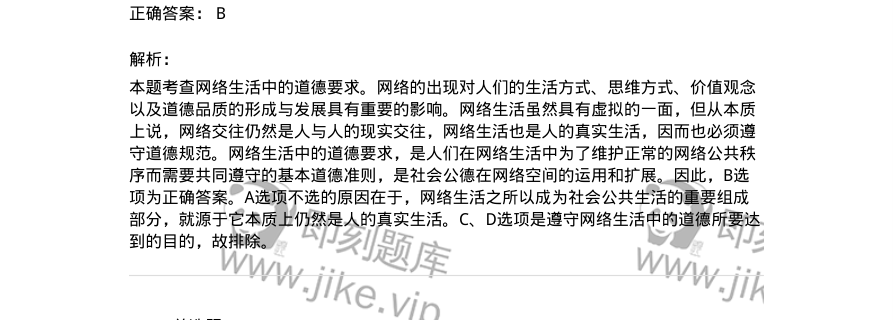 正确答案： B
解析：
本题考查网络生活中的道德要求。网络的出现对人们的生活方式、思维方式、价值观念
以及道德品质的形成与发展具有重要的影响。网络生活虽然具有虚拟的一面，但从本质
上说，网络交往仍然是人与人的现实交往，网络生活也是人的真实生活，因而也必须遵
守道德规范。网络生活中的道德要求，是人们在网络生活中为了维护正常的网络公共秩
序而需要共同遵守的基本道德准则，是社会公德在网络空间的运用和扩展。因此，B选
项为正确答案。A选项不选的原因在于，网络生活之所以成为社会公共生活的重要组成
部分，就源于它本质上仍然是人的真实生活。C、D选项是遵守网络生活中的道德所要达
到的目的，故排除。
即刻题库
www.jike.vip
即刻
www.jik